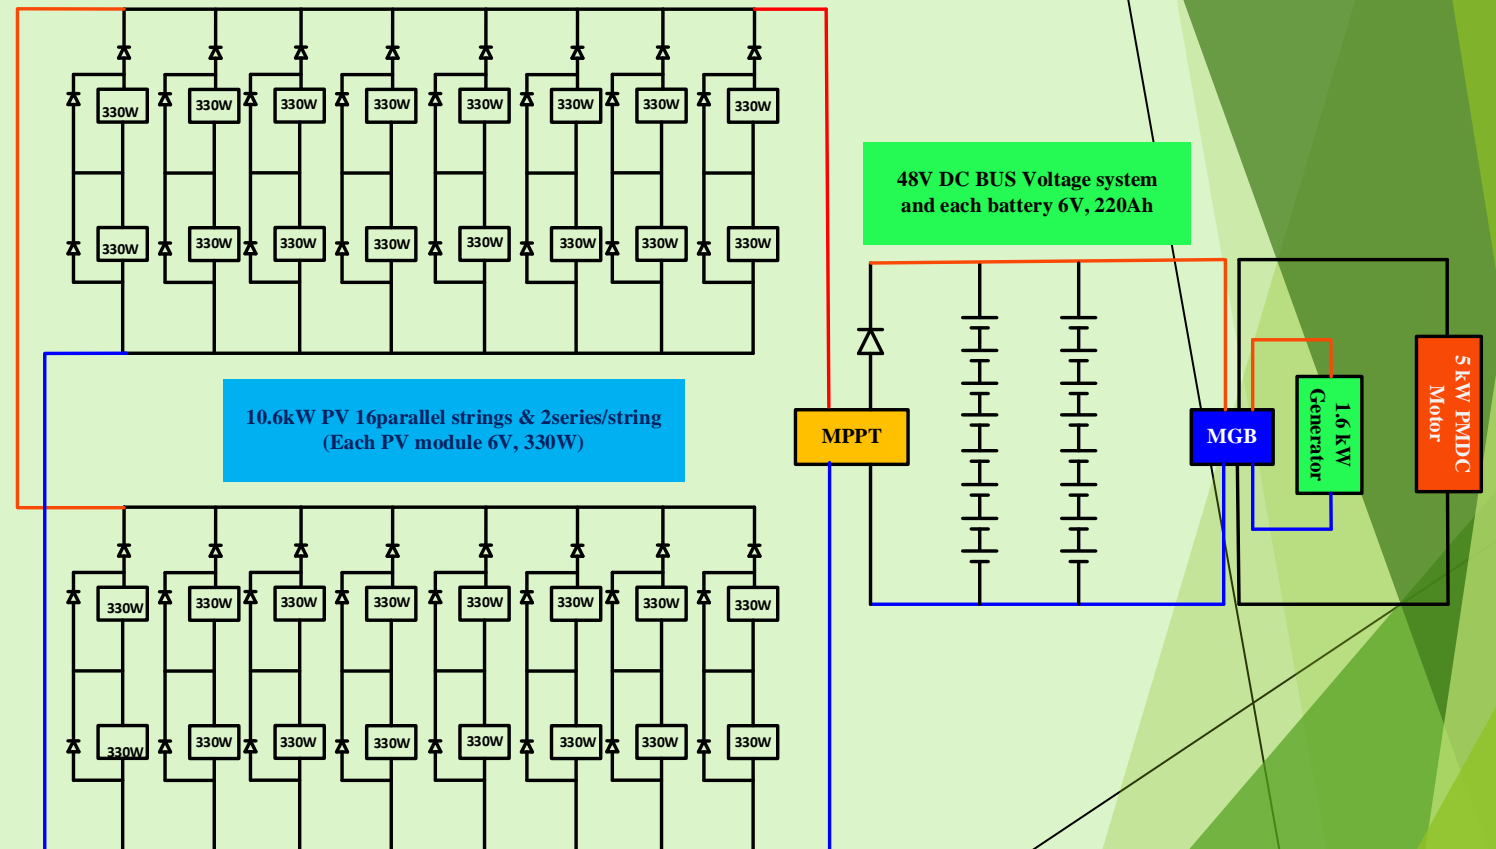 330W 330W 330W 330W 330W 330W 330W 330W
330W 330W 330W 330W 330W 330W 330W 330W
48V DC BUS Voltage system
and each battery 6V, 220Ah
10.6kW PV 16parallel strings & 2series/string
(Each PV module 6V, 330W)
MPPT
MGB
1.6 kW
Generator
5 kW PMDC
Motor
330W 330W 330W 330W 330W 330W 330W 330W
330W 330W 330W 330W 330W 330W 330W 330W